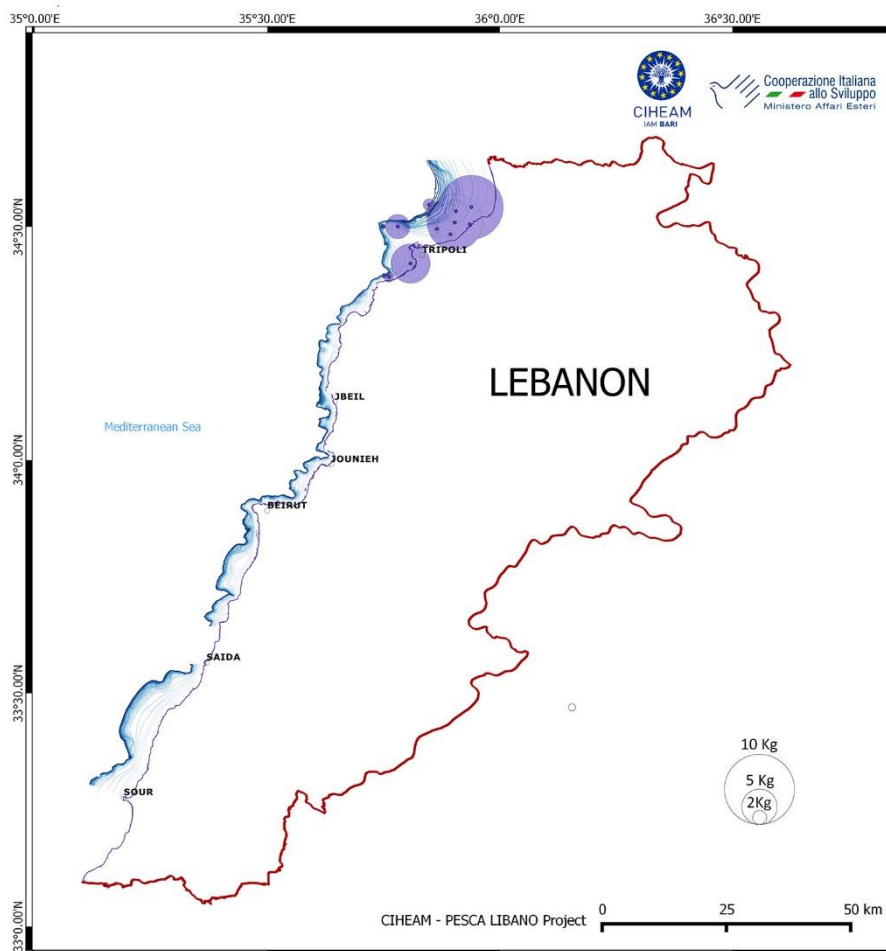 35°0.00'E
35°30.00'E
36°0.00'E
36°30.00'E
CIHEAM
IAM BARI
Cooperazione Italiana
allo Sviluppo
Ministero Affari Esteri
34°30.00'N
TRIPOLI
LEBANON
JBEIL
Mediterranean Sea
34°0.00'N
JOUNIEH
BEIRUT
SAIDA
33°30.00'N
10 Kg
5 Kg
2Kg
SOUR
CIHEAM - PESCA LIBANO Project
0
25
50 km
33°0.00'N